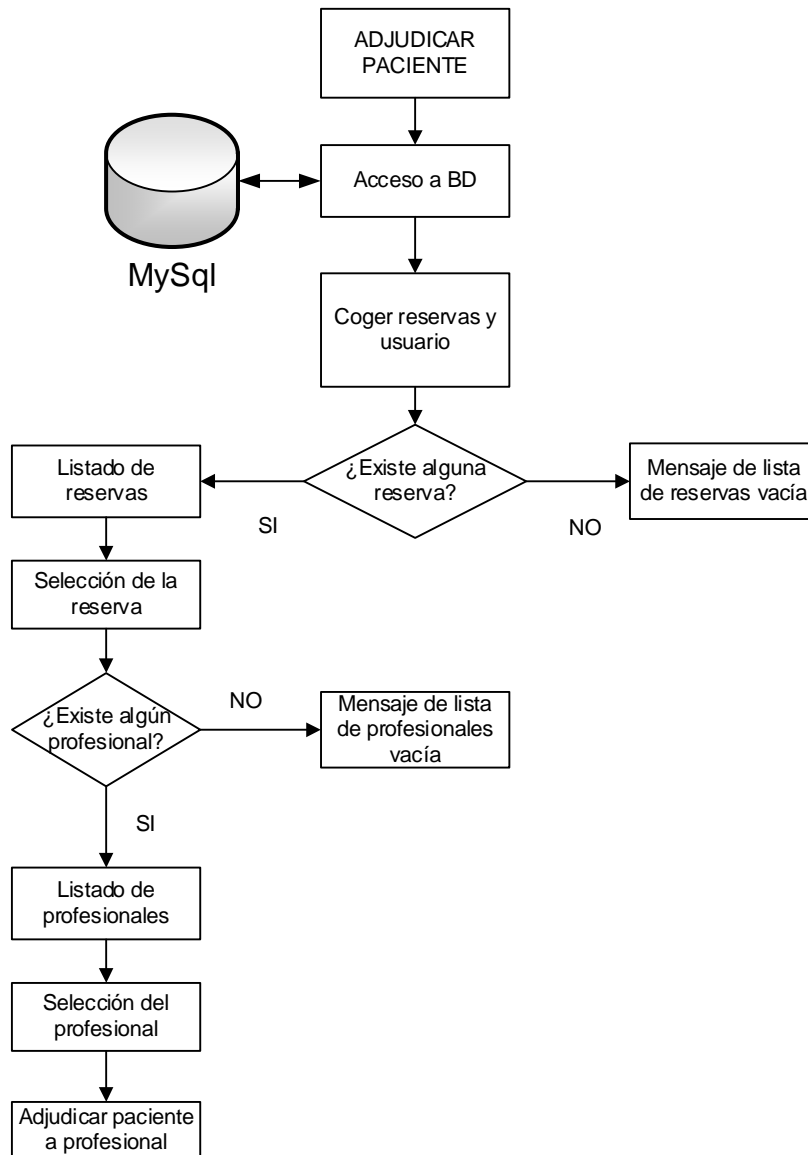 ADJUDICAR
PACIENTE
Acceso a BD
MySql
Coger reservas y
usuario
¿Existe alguna
reserva?
Listado de
reservas
Mensaje de lista
de reservas vacía
SI
NO
Selección de la
reserva
¿Existe algún
profesional?
NO
Mensaje de lista
de profesionales
vacía
SI
Listado de
profesionales
Selección del
profesional
Adjudicar paciente
a profesional